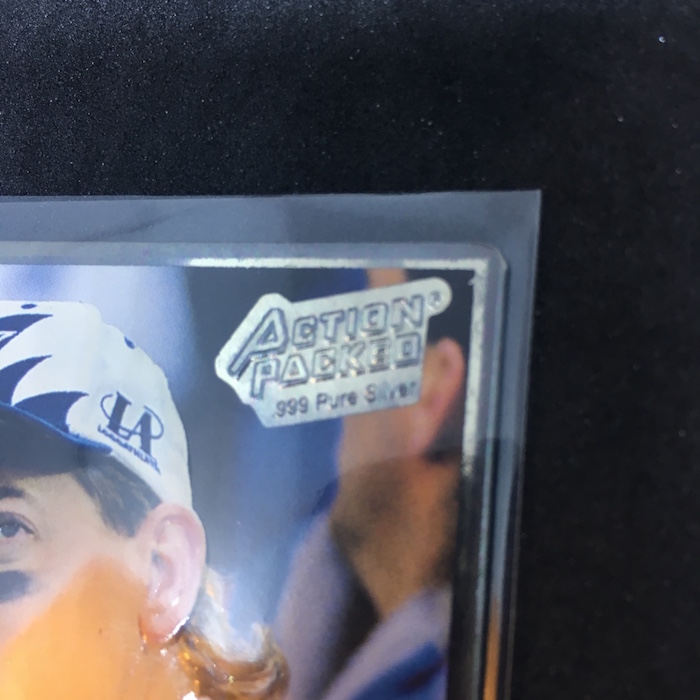 ACTION
PACKED®
.999 Pure Silver
LA